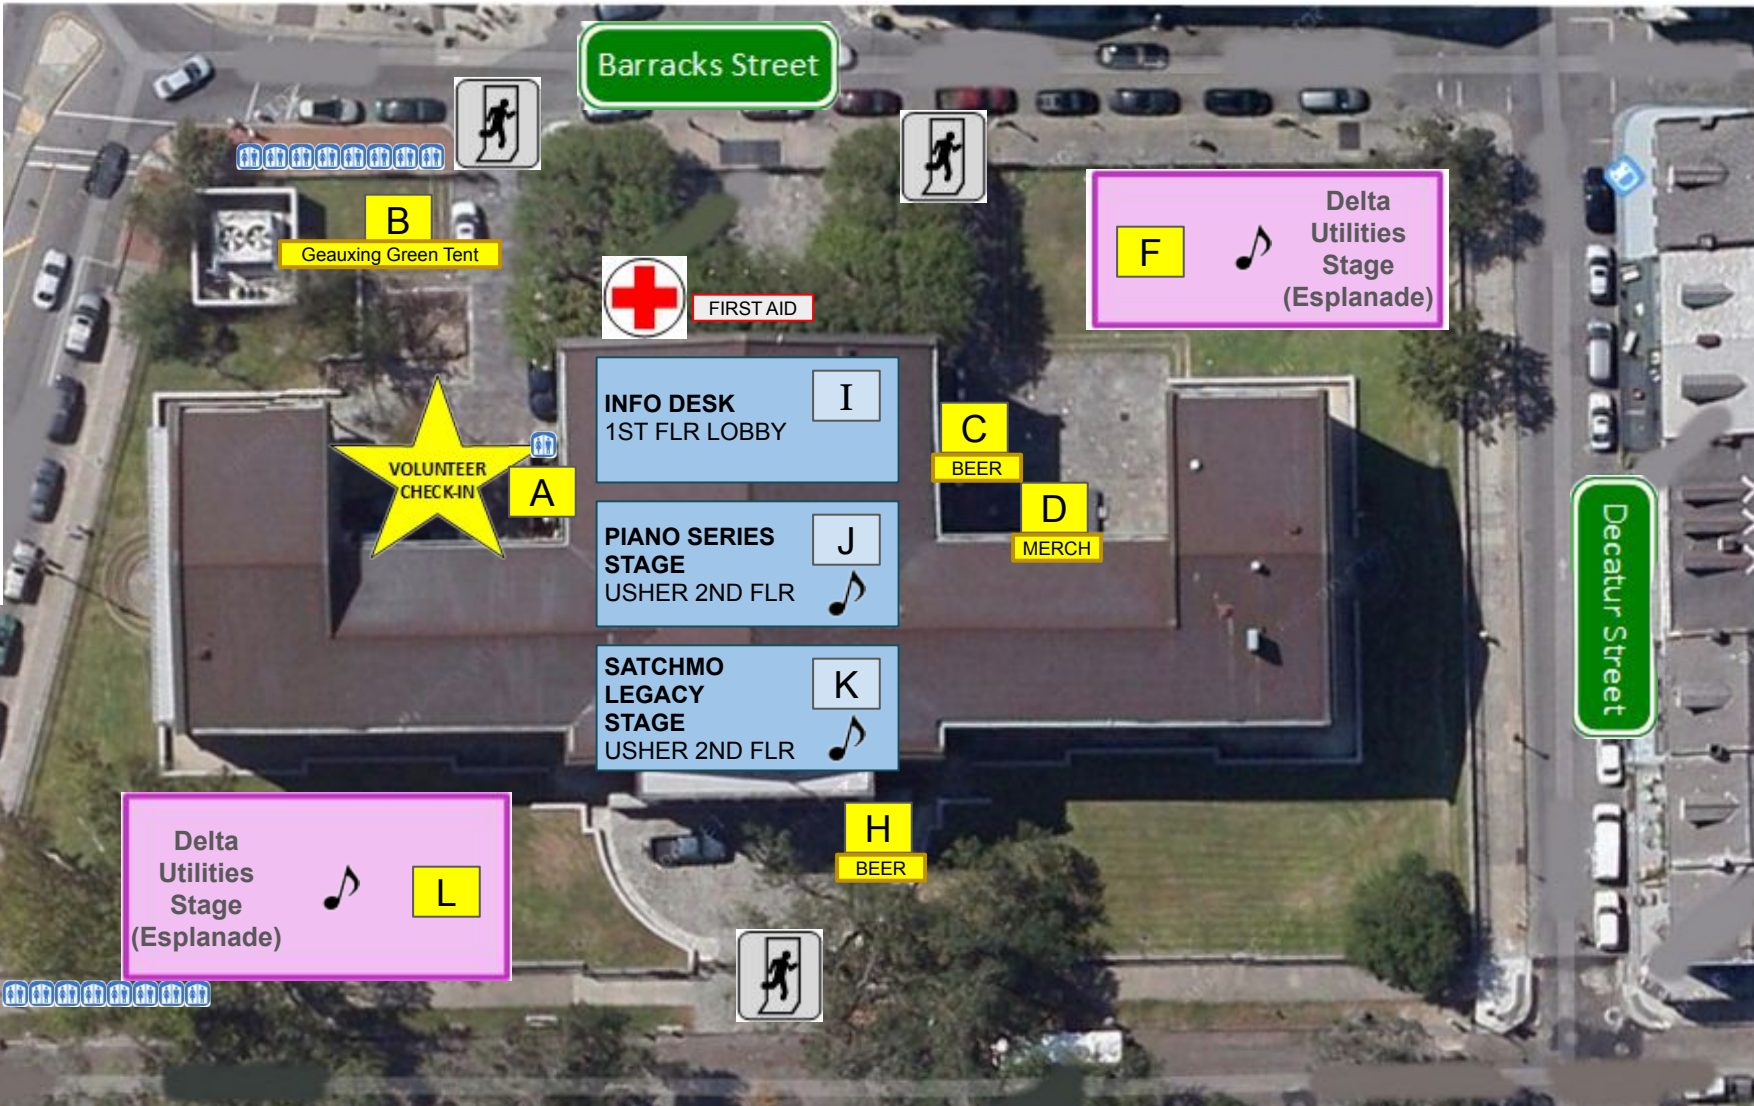 Barracks Street
B
Geauxing Green Tent
F
Delta
Utilities
Stage
(Esplanade)
FIRST AID
INFO DESK
1ST FLR LOBBY
I
VOLUNTEER
CHECK-IN
A
C
BEER
D
MERCH
PIANO SERIES
STAGE
USHER 2ND FLR
J
Decatur Street
SATCHMO
LEGACY
STAGE
USHER 2ND FLR
K
H
BEER
Delta
Utilities
Stage
(Esplanade)
L